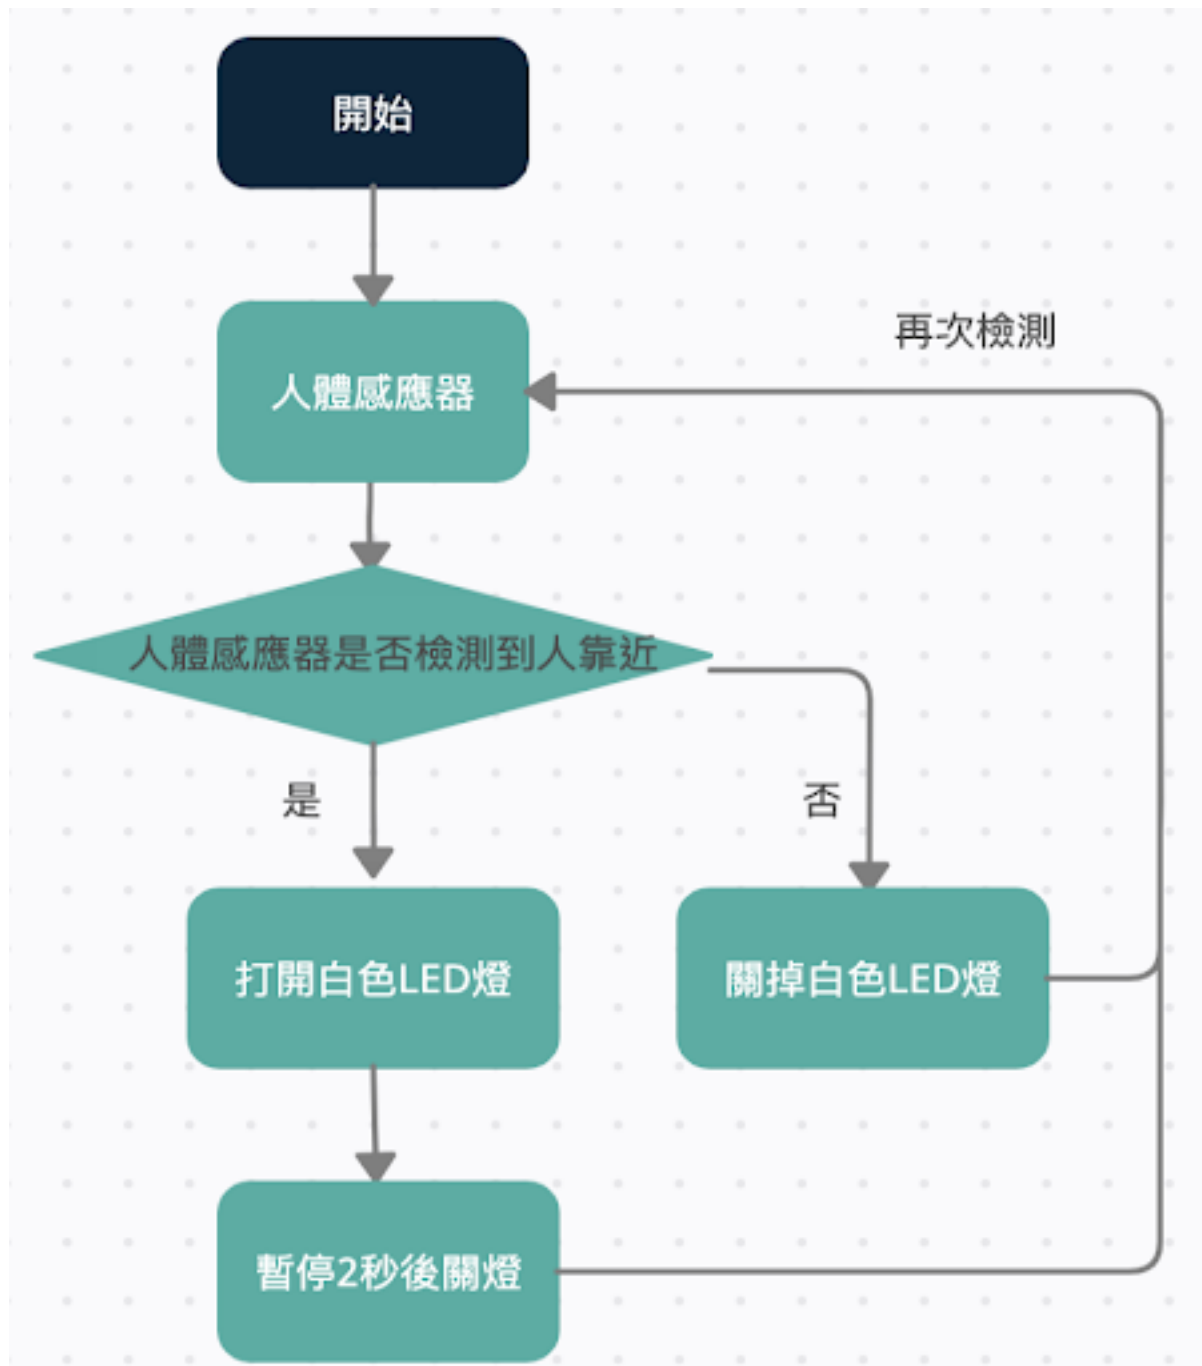 開始
再次檢測
人體感應器
人體感應器是否檢測到人靠近
是
否
打開白色LED燈
關掉白色LED燈
暫停2秒後關燈